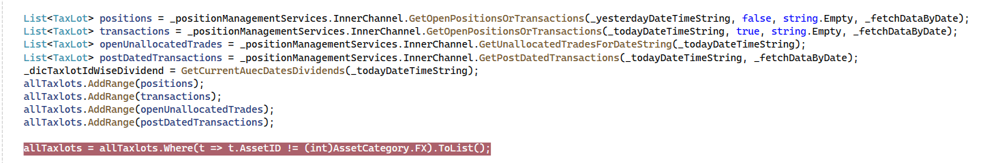 List<TaxLot> positions = _positionManagementServices.InnerChannel.GetOpenPositionsOrTransactions(_yesterdayDateTimeString, false, string.Empty, _fetchDataByDate);
List<TaxLot> transactions = _positionManagementServices.InnerChannel.GetOpenPositionsOrTransactions(_todayDateTimeString, true, string.Empty, _fetchDataByDate);
List<TaxLot> openUnallocatedTrades = _positionManagementServices.InnerChannel.GetUnallocatedTradesForDateString(_todayDateTimeString);
List<TaxLot> postDatedTransactions = _positionManagementServices.InnerChannel.GetPostDatedTransactions(_todayDateTimeString, _fetchDataByDate);
_dicTaxlotIdWiseDividend = GetCurrentAuecDatesDividends(_todayDateTimeString);
allTaxlots.AddRange(positions);
allTaxlots.AddRange(transactions);
allTaxlots.AddRange(openUnallocatedTrades);
allTaxlots.AddRange(postDatedTransactions);
allTaxlots = allTaxlots.Where(t => t.AssetID != (int)AssetCategory.FX).ToList();